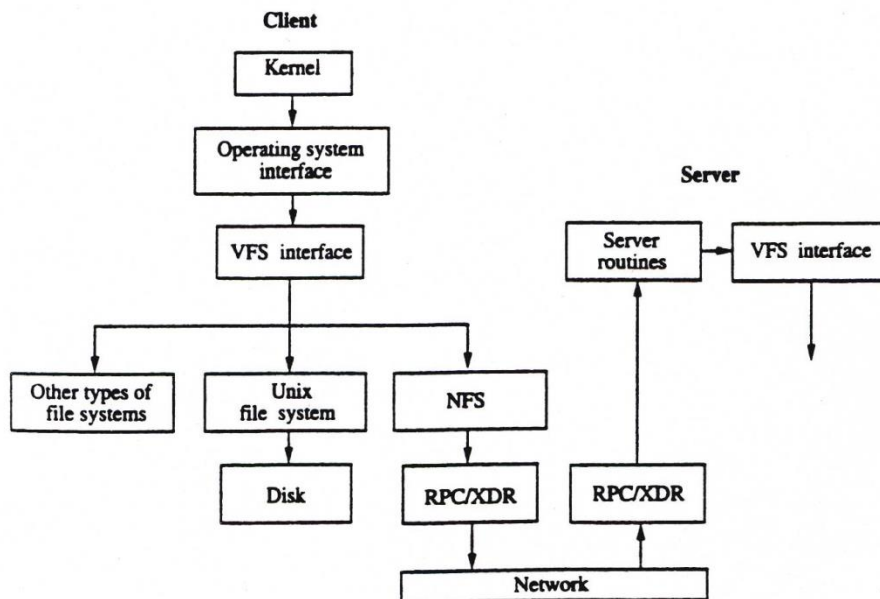 Client
Kernel
Operating system
interface
VFS interface
Other types of
file systems
Unix
file system
NFS
Disk
RPC/XDR
Server
Server
routines
VFS interface
RPC/XDR
Network